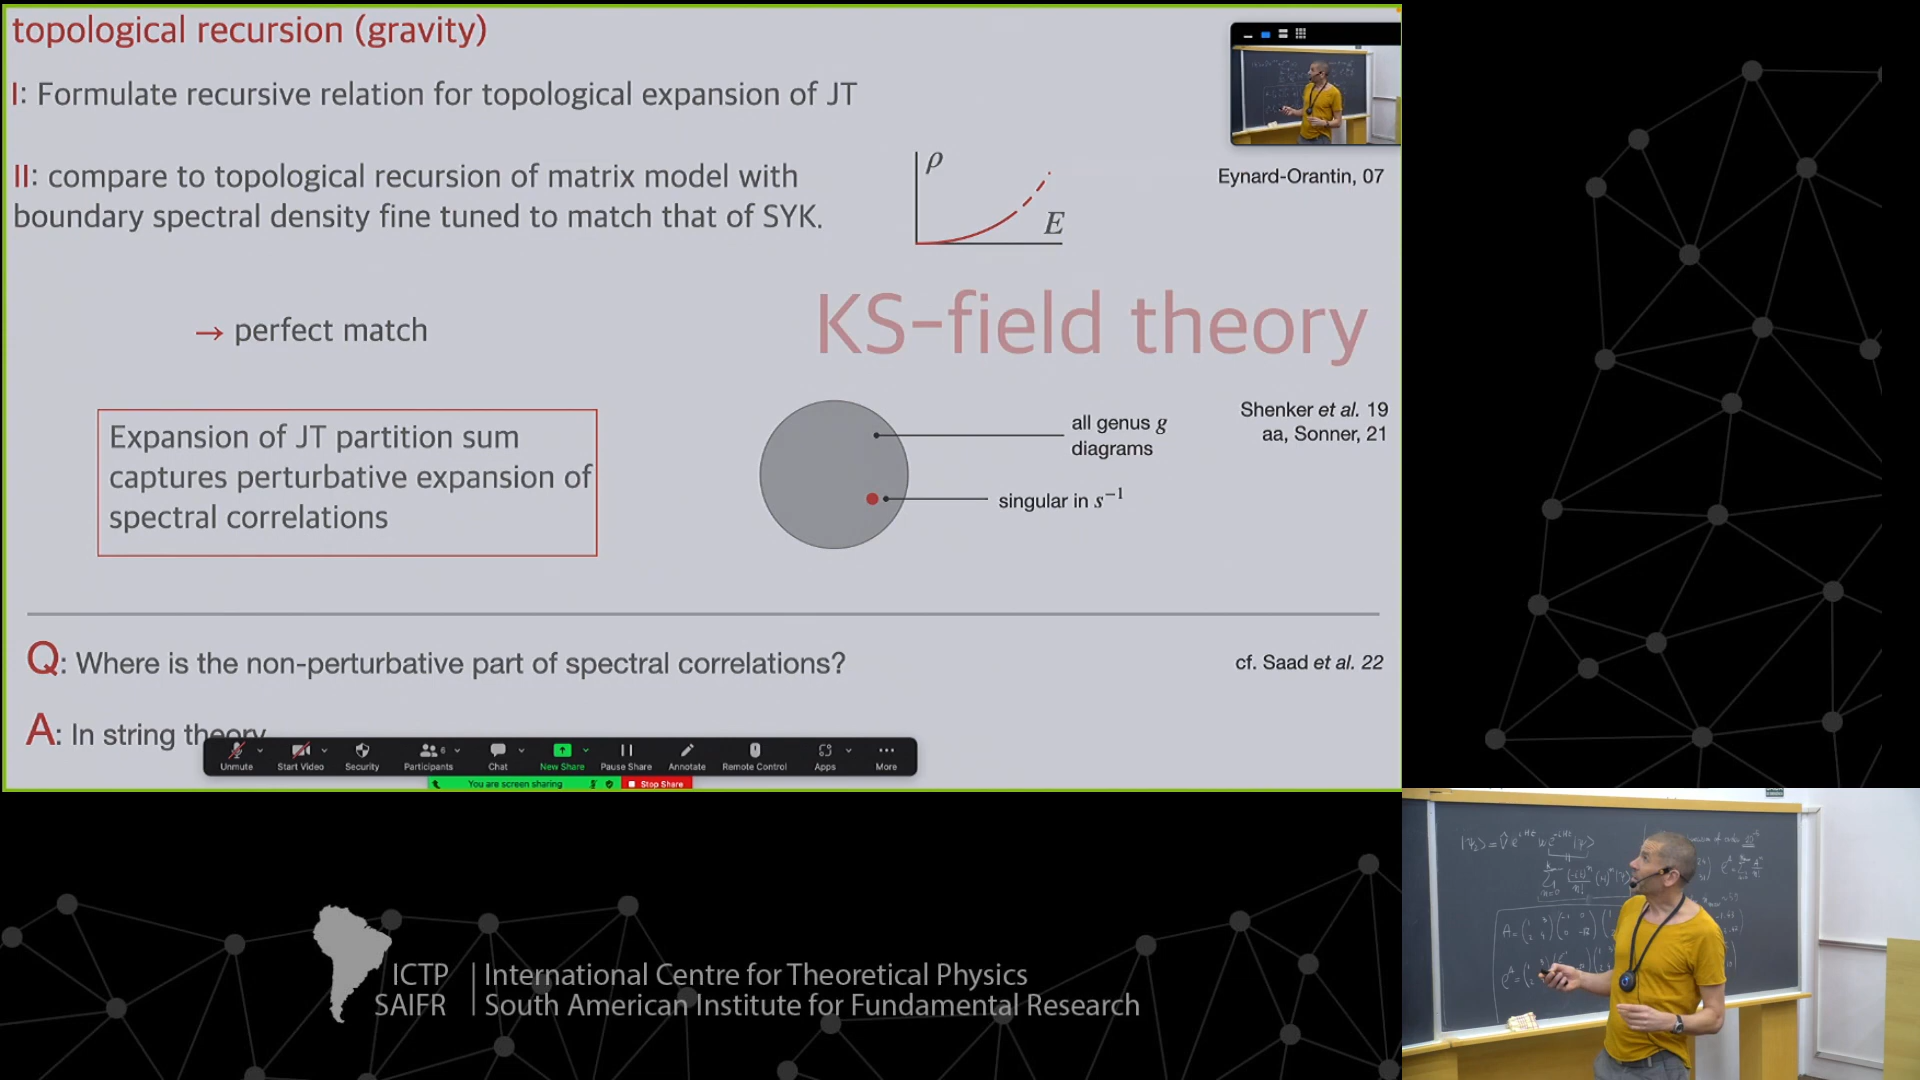 topological recursion (gravity)
I: Formulate recursive relation for topological expansion of JT
II: compare to topological recursion of matrix model with
boundary spectral density fine tuned to match that of SYK.
ρ
E
Eynard-Orantin, 07
→ perfect match
KS-field theory
Expansion of JT partition sum
captures perturbative expansion of
spectral correlations
all genus g
diagrams
singular in s⁻¹
Shenker et al. 19
aa, Sonner, 21
Q: Where is the non-perturbative part of spectral correlations?
cf. Saad et al. 22
A: In string theory
Unmute
Start Video
Security
Participants
6
Chat
New Share
Pause Share
Annotate
Remote Control
Apps
More
You are screen sharing
Stop Share
ICTP
SAIFR
International Centre for Theoretical Physics
South American Institute for Fundamental Research